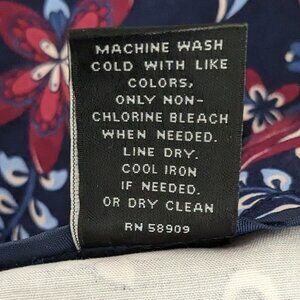 MACHINE WASH
COLD WITH LIKE
COLORS,
ONLY NON-
CHLORINE BLEACH
WHEN NEEDED.
LINE DRY.
COOL IRON
IF NEEDED.
OR DRY CLEAN
RN 58909